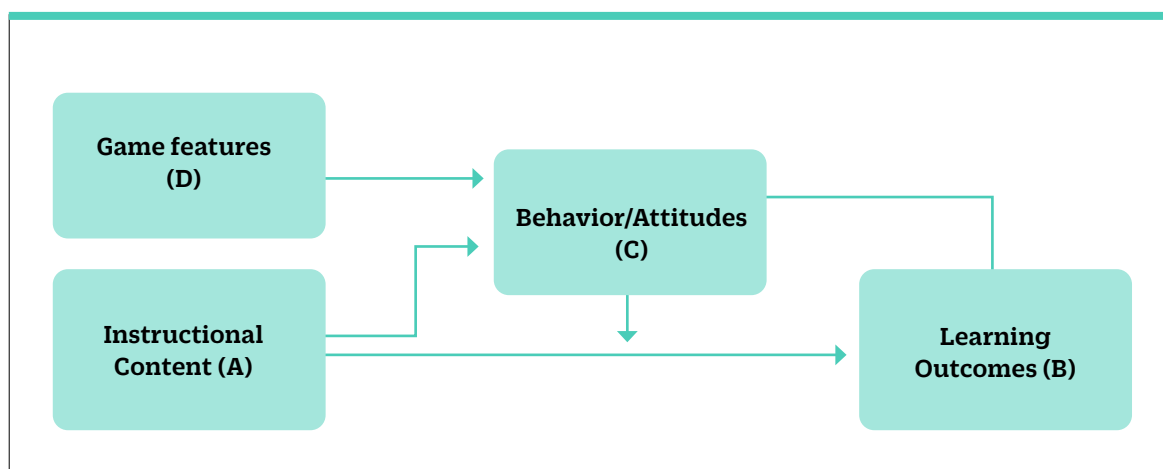 Game features
(D)
Behavior/Attitudes
(C)
Instructional
Content (A)
Learning
Outcomes (B)